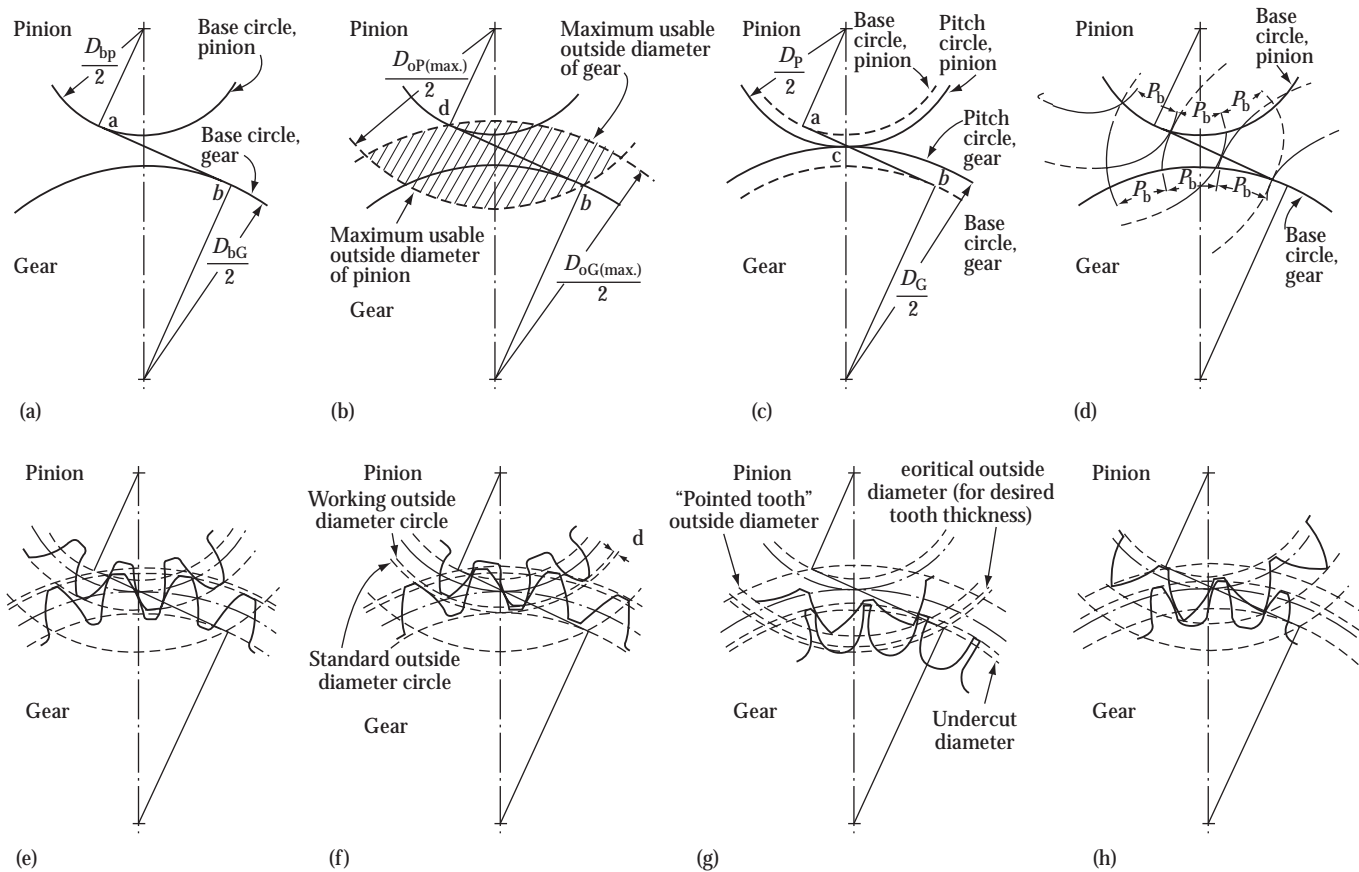 Pinion
D_bp
2
Base circle,
pinion
a
Base circle,
gear
b
D_bG
2
Gear
(a)
Pinion
D_oP(max.)
2
Maximum usable
outside diameter
of gear
d
b
Maximum usable
outside diameter
of pinion
D_oG(max.)
2
Gear
(b)
Pinion
Base
circle,
pinion
Pitch
circle,
pinion
D_P
2
a
c
Pitch
circle,
gear
b
Base
circle,
gear
D_G
2
Gear
(c)
Pinion
Base
circle,
pinion
P_b
P_b
P_b
P_b
P_b
P_b
Base
circle,
gear
Gear
(d)
Pinion
Gear
(e)
Pinion
Working outside
diameter circle
d
Standard outside
diameter circle
Gear
(f)
Pinion
"Pointed tooth"
outside diameter
eoritical outside
diameter (for desired
tooth thickness)
Gear
Undercut
diameter
(g)
Pinion
Gear
(h)